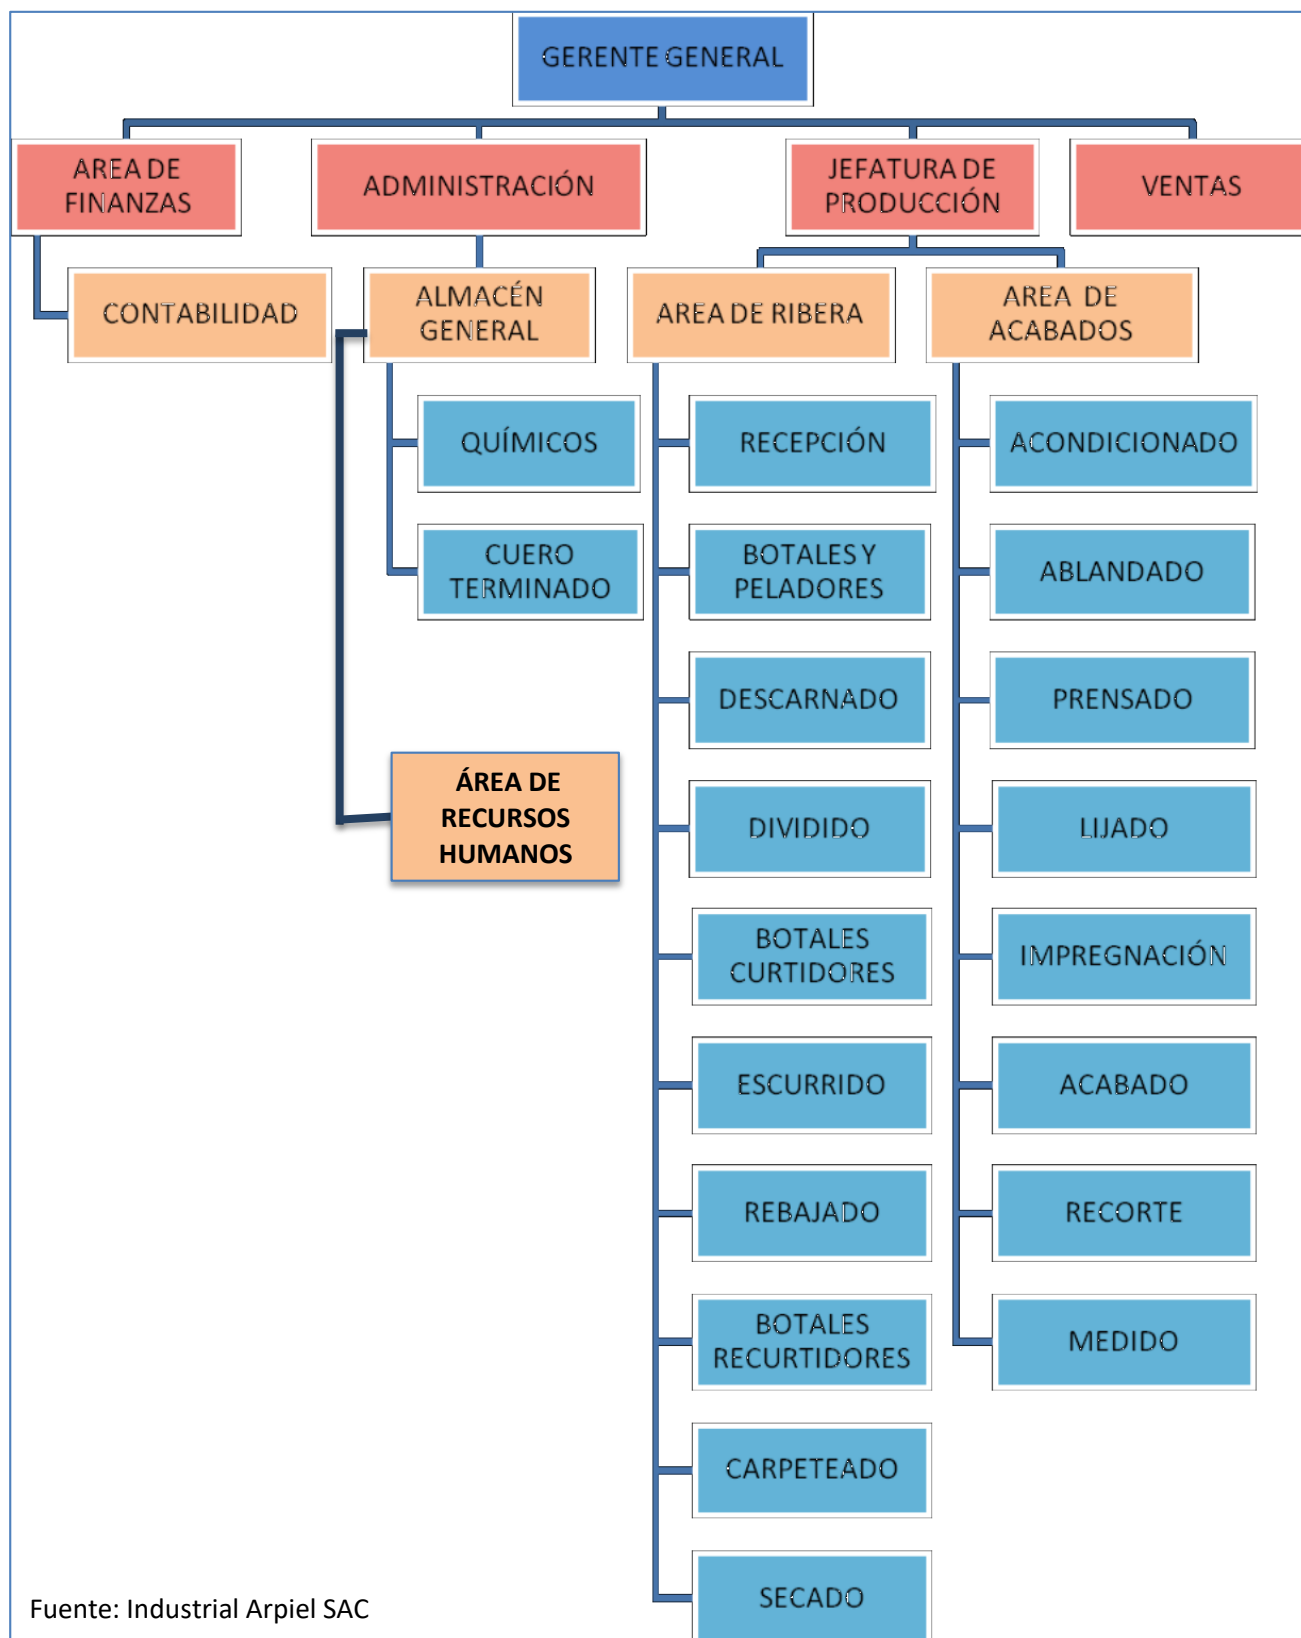 GERENTE GENERAL
AREA DE
FINANZAS
ADMINISTRACIÓN
JEFATURA DE
PRODUCCIÓN
VENTAS
CONTABILIDAD
ALMACÉN
GENERAL
AREA DE RIBERA
AREA DE
ACABADOS
QUÍMICOS
CUERO
TERMINADO
ÁREA DE
RECURSOS
HUMANOS
RECEPCIÓN
BOTALES Y
PELADORES
DESCARNADO
DIVIDIDO
BOTALES
CURTIDORES
ESCURRIDO
REBAJADO
BOTALES
RECURTIDORES
CARPETEADO
SECADO
ACONDICIONADO
ABLANDADO
PRENSADO
LIJADO
IMPREGNACIÓN
ACABADO
RECORTE
MEDIDO
Fuente: Industrial Arpiel SAC